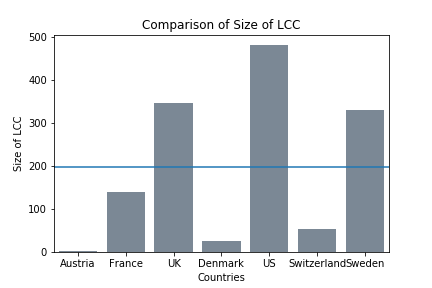 Comparison of Size of LCC
500
400
300
200
100
0
Size of LCC
Austria France UK Denmark US Switzerland Sweden
Countries